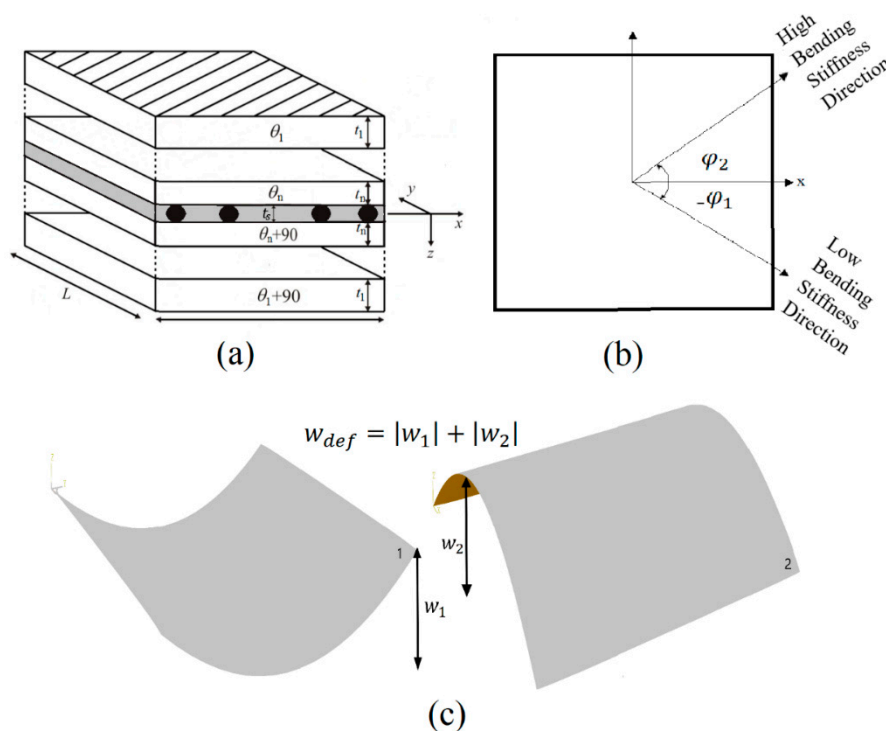 θ₁
t₁
θₙ
tₙ
tₛ
y
x
z
θₙ+90
tₙ
L
θ₁+90
t₁
(a)
High
Bending
Stiffness
Direction
φ₂
x
-φ₁
Low
Bending
Stiffness
Direction
(b)
w_def = |w₁| + |w₂|
1
w₁
w₂
2
(c)